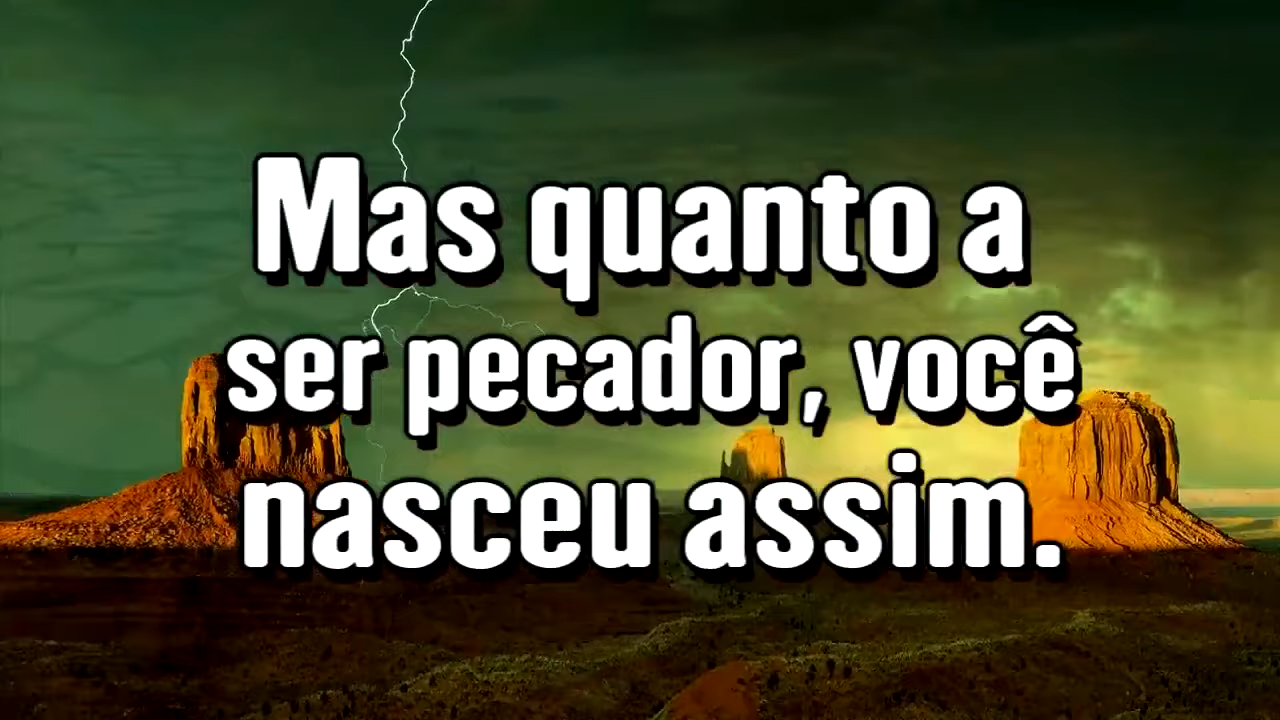 Mas quanto a
ser pecador, você
nasceu assim.